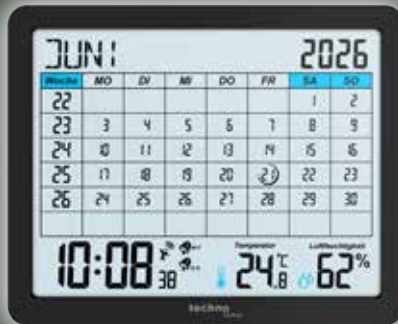 JUNI 2026
Woche MO DI MI DO FR SA SO
22 1 2
23 3 4 5 6 7 8 9
24 10 11 12 13 14 15 16
25 17 18 19 20 21 22 23
26 24 25 26 27 28 29 30
Temperatur Luftfeuchtigkeit
10:08 38 24.8 °C 62%
techno